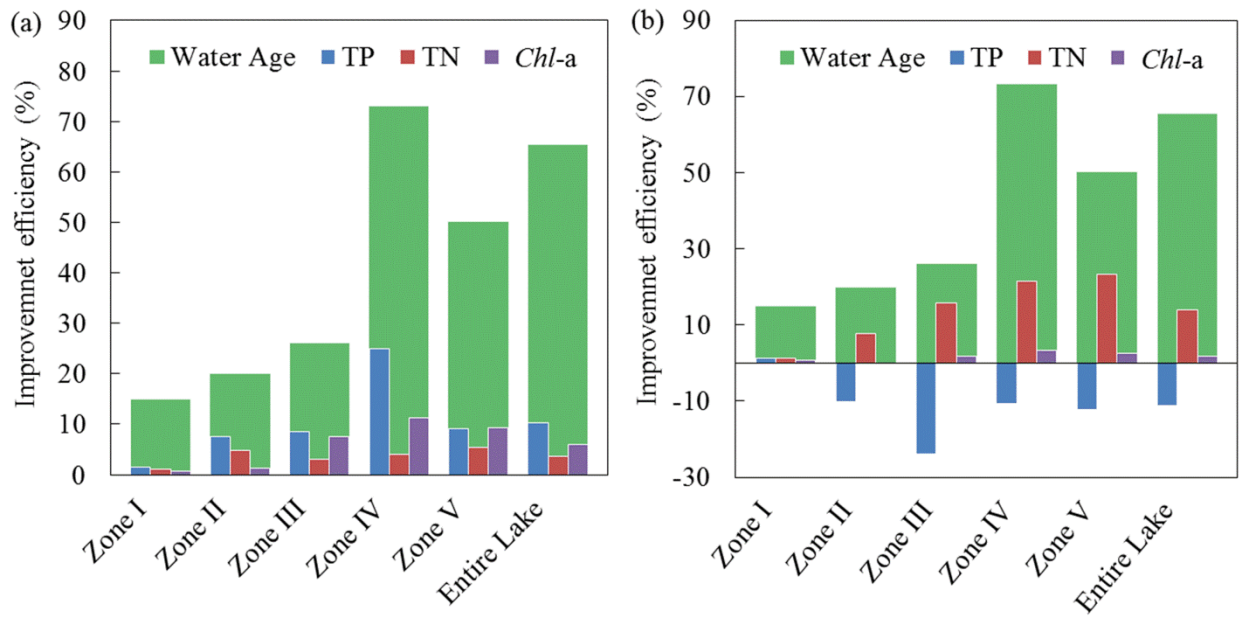 (a)
Improvemnet efficiency (%)
90
80
70
60
50
40
30
20
10
0
Water Age TP TN Chl-a
Zone I
Zone II
Zone III
Zone IV
Zone V
Entire Lake
(b)
Improvemnet efficiency (%)
90
70
50
30
10
-10
-30
Water Age TP TN Chl-a
Zone I
Zone II
Zone III
Zone IV
Zone V
Entire Lake